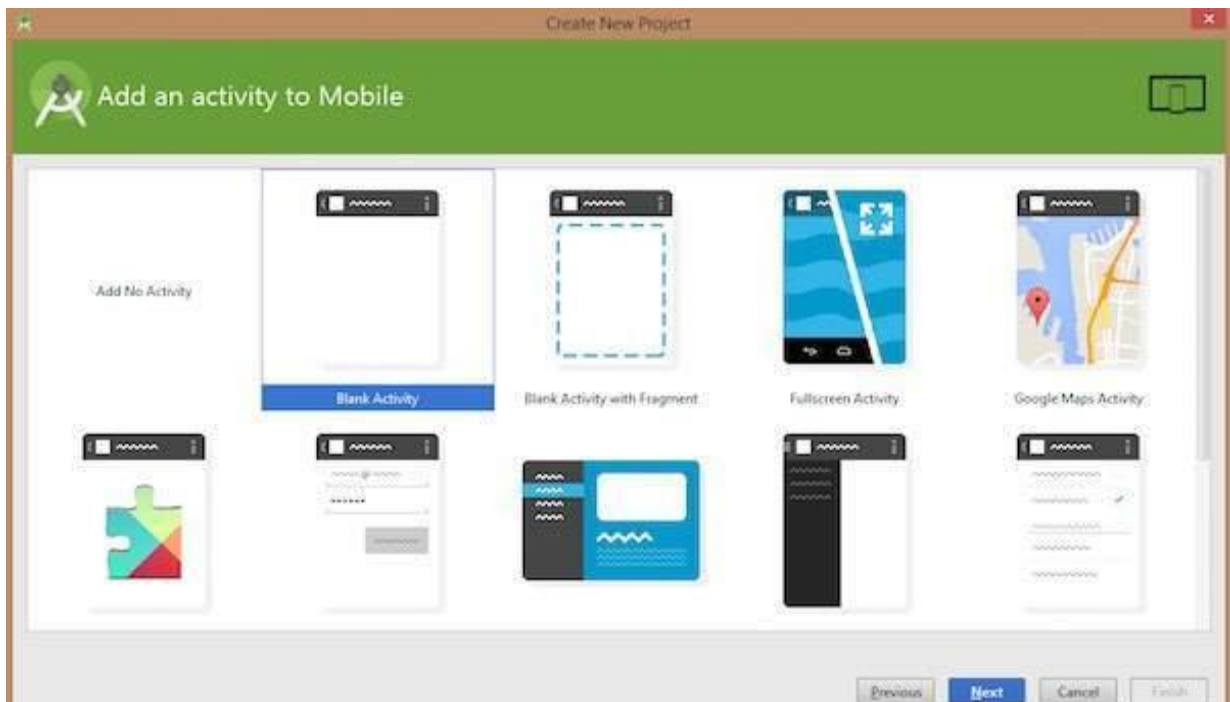 Create New Project
Add an activity to Mobile
Add No Activity
Blank Activity
Blank Activity with Fragment
Fullscreen Activity
Google Maps Activity
Previous
Next
Cancel
Finish